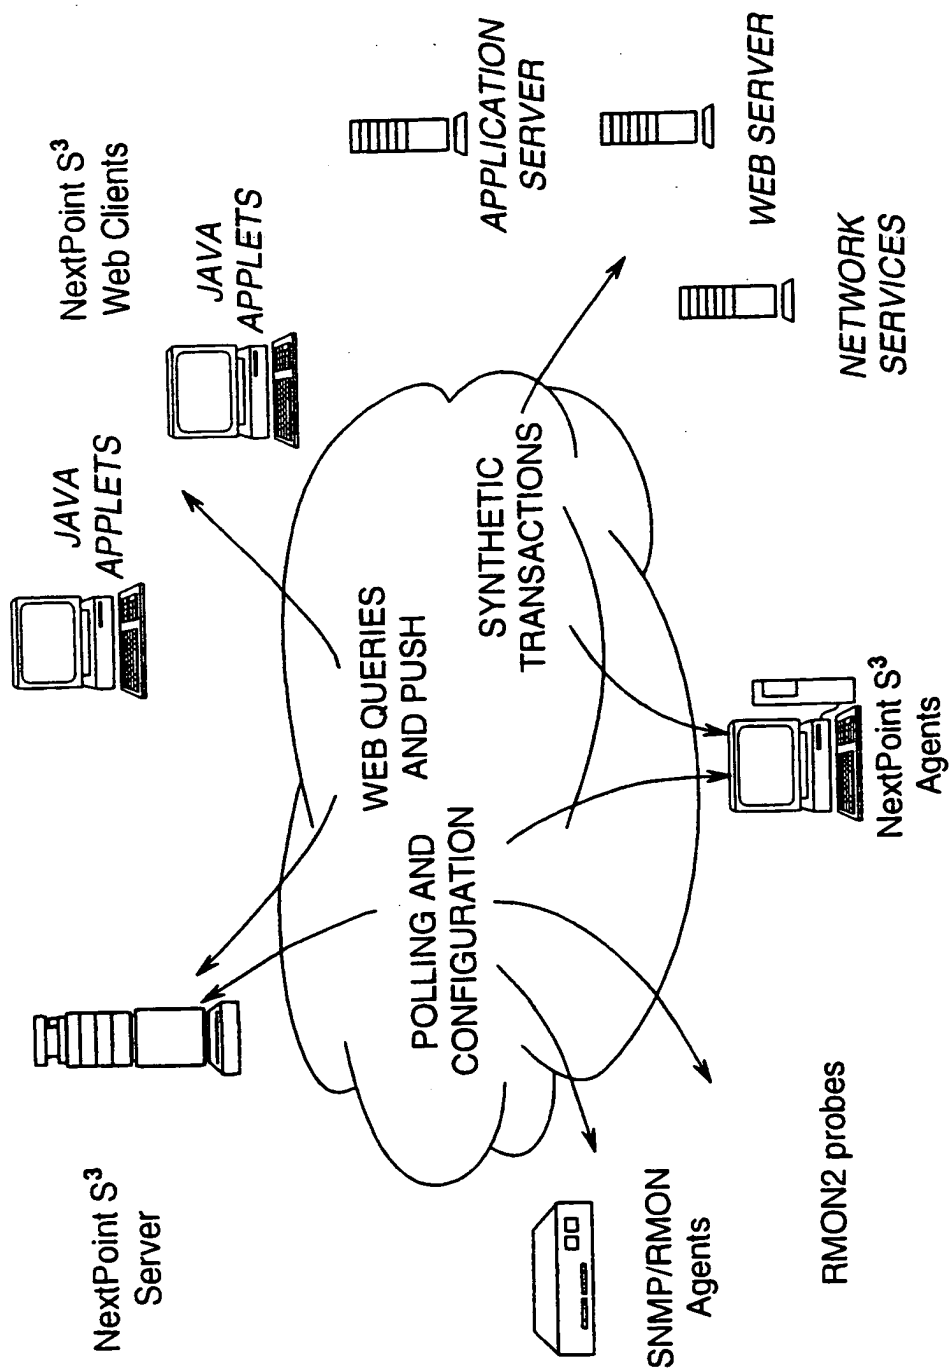 NextPoint S³
Server
JAVA
APPLETS
NextPoint S³
Web Clients
JAVA
APPLETS
WEB QUERIES
AND PUSH
POLLING AND
CONFIGURATION
SYNTHETIC
TRANSACTIONS
APPLICATION
SERVER
WEB SERVER
NETWORK
SERVICES
SNMP/RMON
Agents
RMON2 probes
NextPoint S³
Agents